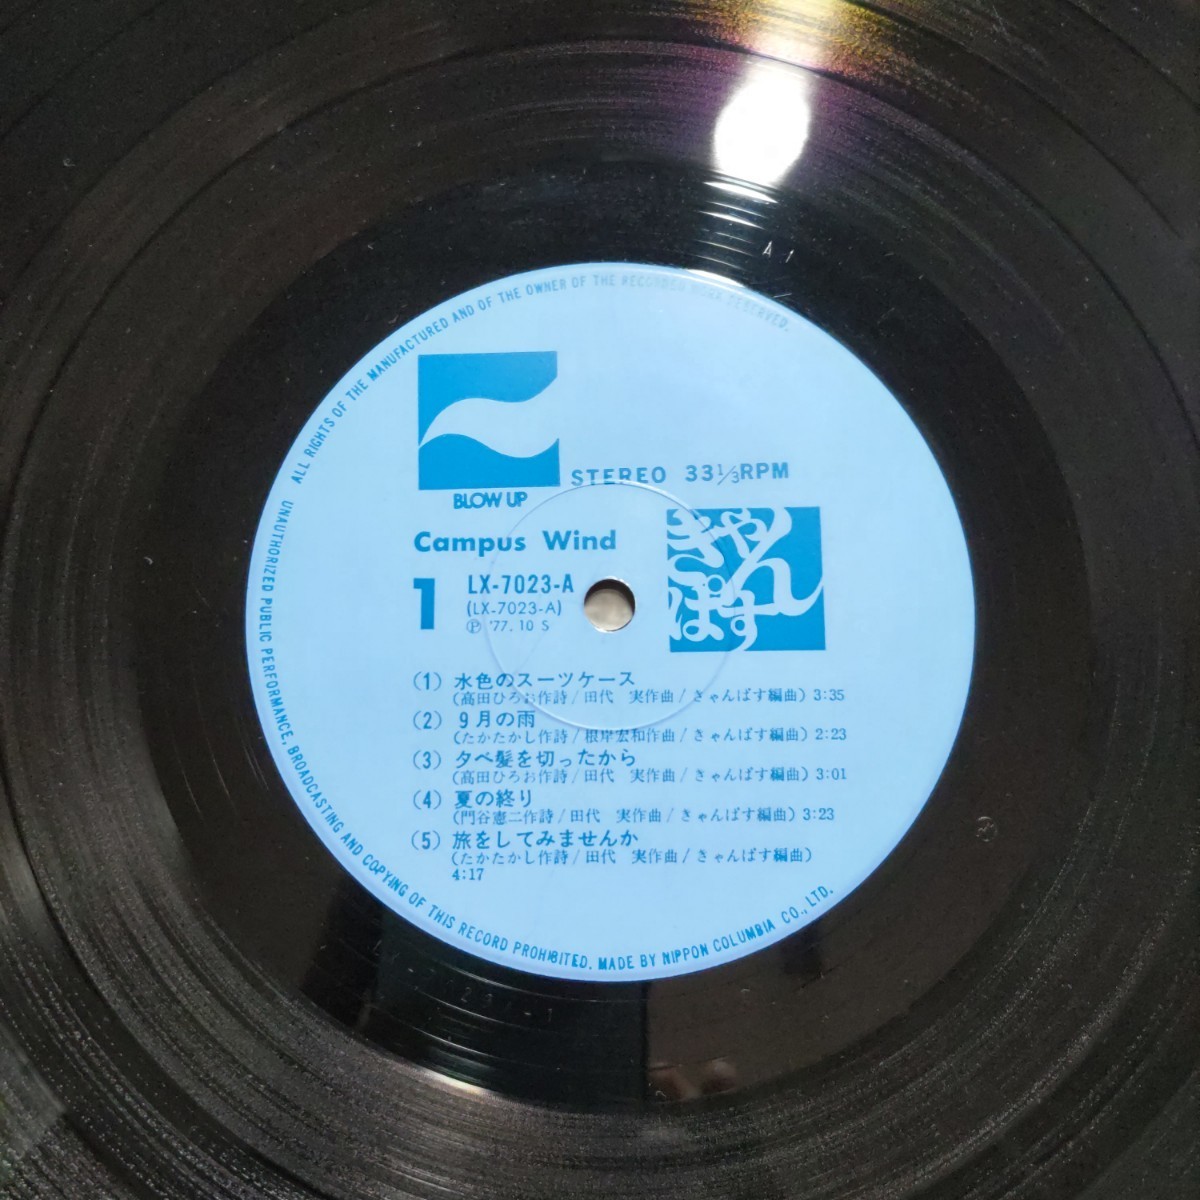 A 1
ALL RIGHTS OF THE MANUFACTURED AND OF THE OWNER OF THE RECORDED WORK RESERVED.
UNAUTHORIZED PUBLIC PERFORMANCE, BROADCASTING AND COPYING OF THIS RECORD PROHIBITED. MADE BY NIPPON COLUMBIA CO., LTD.
BLOW UP
STEREO 33 1/3 RPM
Campus Wind
きゃん
ぱす
1
LX-7023-A
(LX-7023-A)
Ⓟ '77. 10 S
(1) 水色のスーツケース
(高田ひろお作詩/田代 実作曲/きゃんぱす編曲) 3:35
(2) 9月の雨
(たかたかし作詩/根岸宏和作曲/きゃんぱす編曲) 2:23
(3) 夕べ髪を切ったから
(高田ひろお作詩/田代 実作曲/きゃんぱす編曲) 3:01
(4) 夏の終り
(門谷憲二作詩/田代 実作曲/きゃんぱす編曲) 3:23
(5) 旅をしてみませんか
(たかたかし作詩/田代 実作曲/きゃんぱす編曲)
4:17